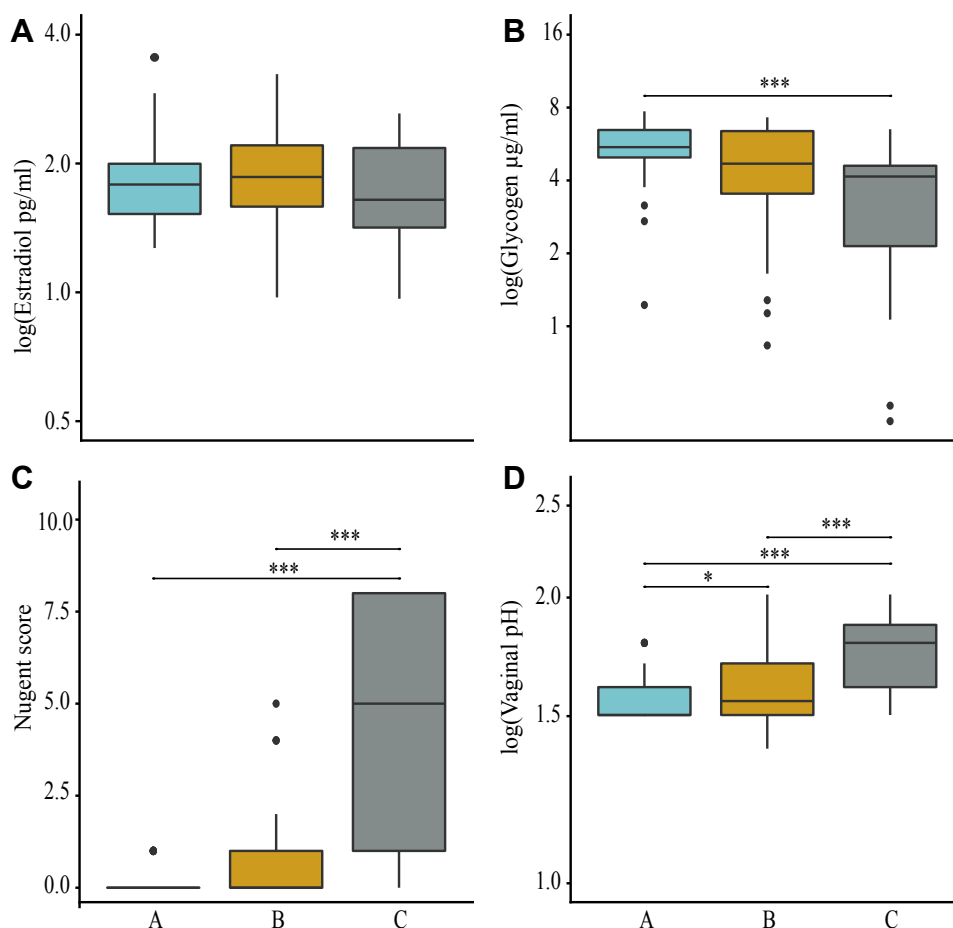 A
log(Estradiol pg/ml)
4.0
2.0
1.0
0.5
B
log(Glycogen µg/ml)
16
8
4
2
1
***
C
Nugent score
10.0
7.5
5.0
2.5
0.0
***
***
A B C
D
log(Vaginal pH)
2.5
2.0
1.5
1.0
***
***
*
A B C